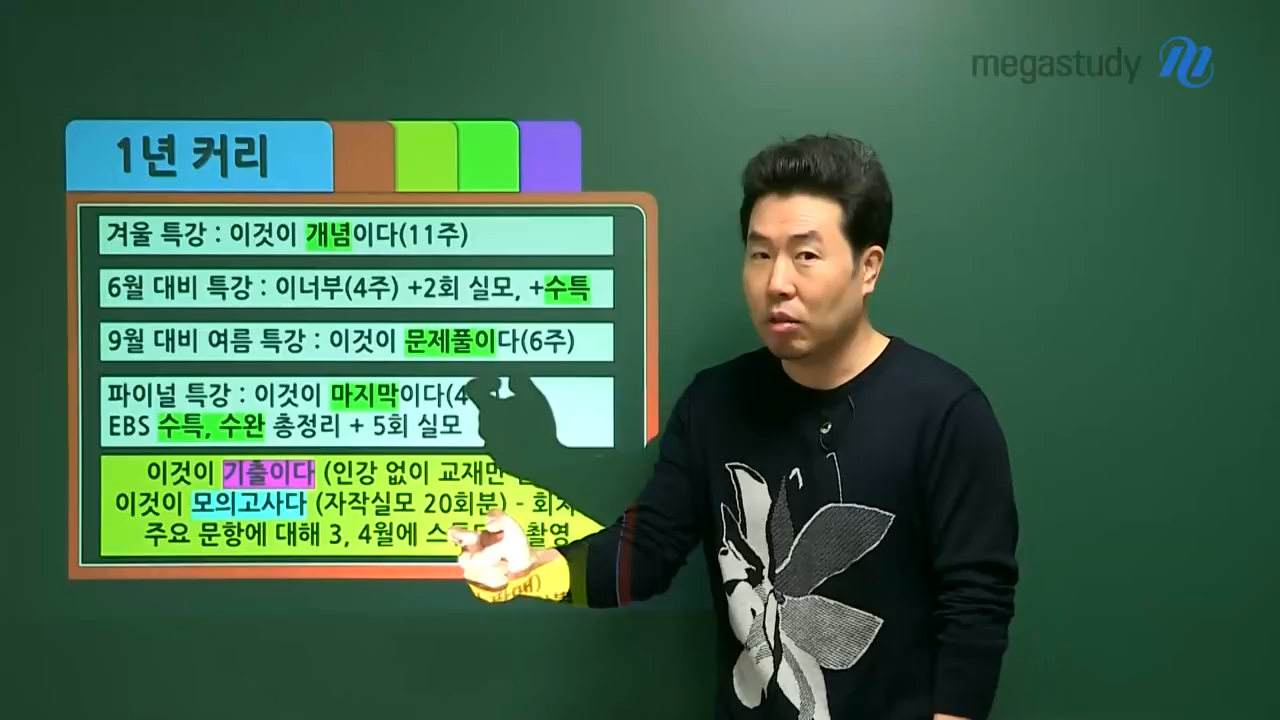 megastudy
1년 커리
겨울 특강 : 이것이 개념이다(11주)
6월 대비 특강 : 이너부(4주) +2회 실모, +수특
9월 대비 여름 특강 : 이것이 문제풀이다(6주)
파이널 특강 : 이것이 마지막이다(4
EBS 수특, 수완 총정리 + 5회 실모
이것이 기출이다 (인강 없이 교재만
이것이 모의고사다 (자작실모 20회분) -
주요 문항에 대해 3, 4월에 촬영